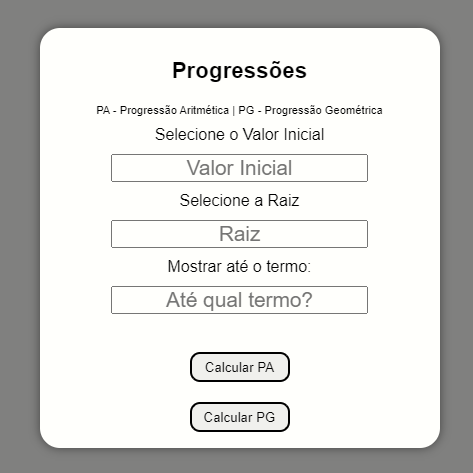 Progressões
PA - Progressão Aritmética | PG - Progressão Geométrica
Selecione o Valor Inicial
Valor Inicial
Selecione a Raiz
Raiz
Mostrar até o termo:
Até qual termo?
Calcular PA
Calcular PG